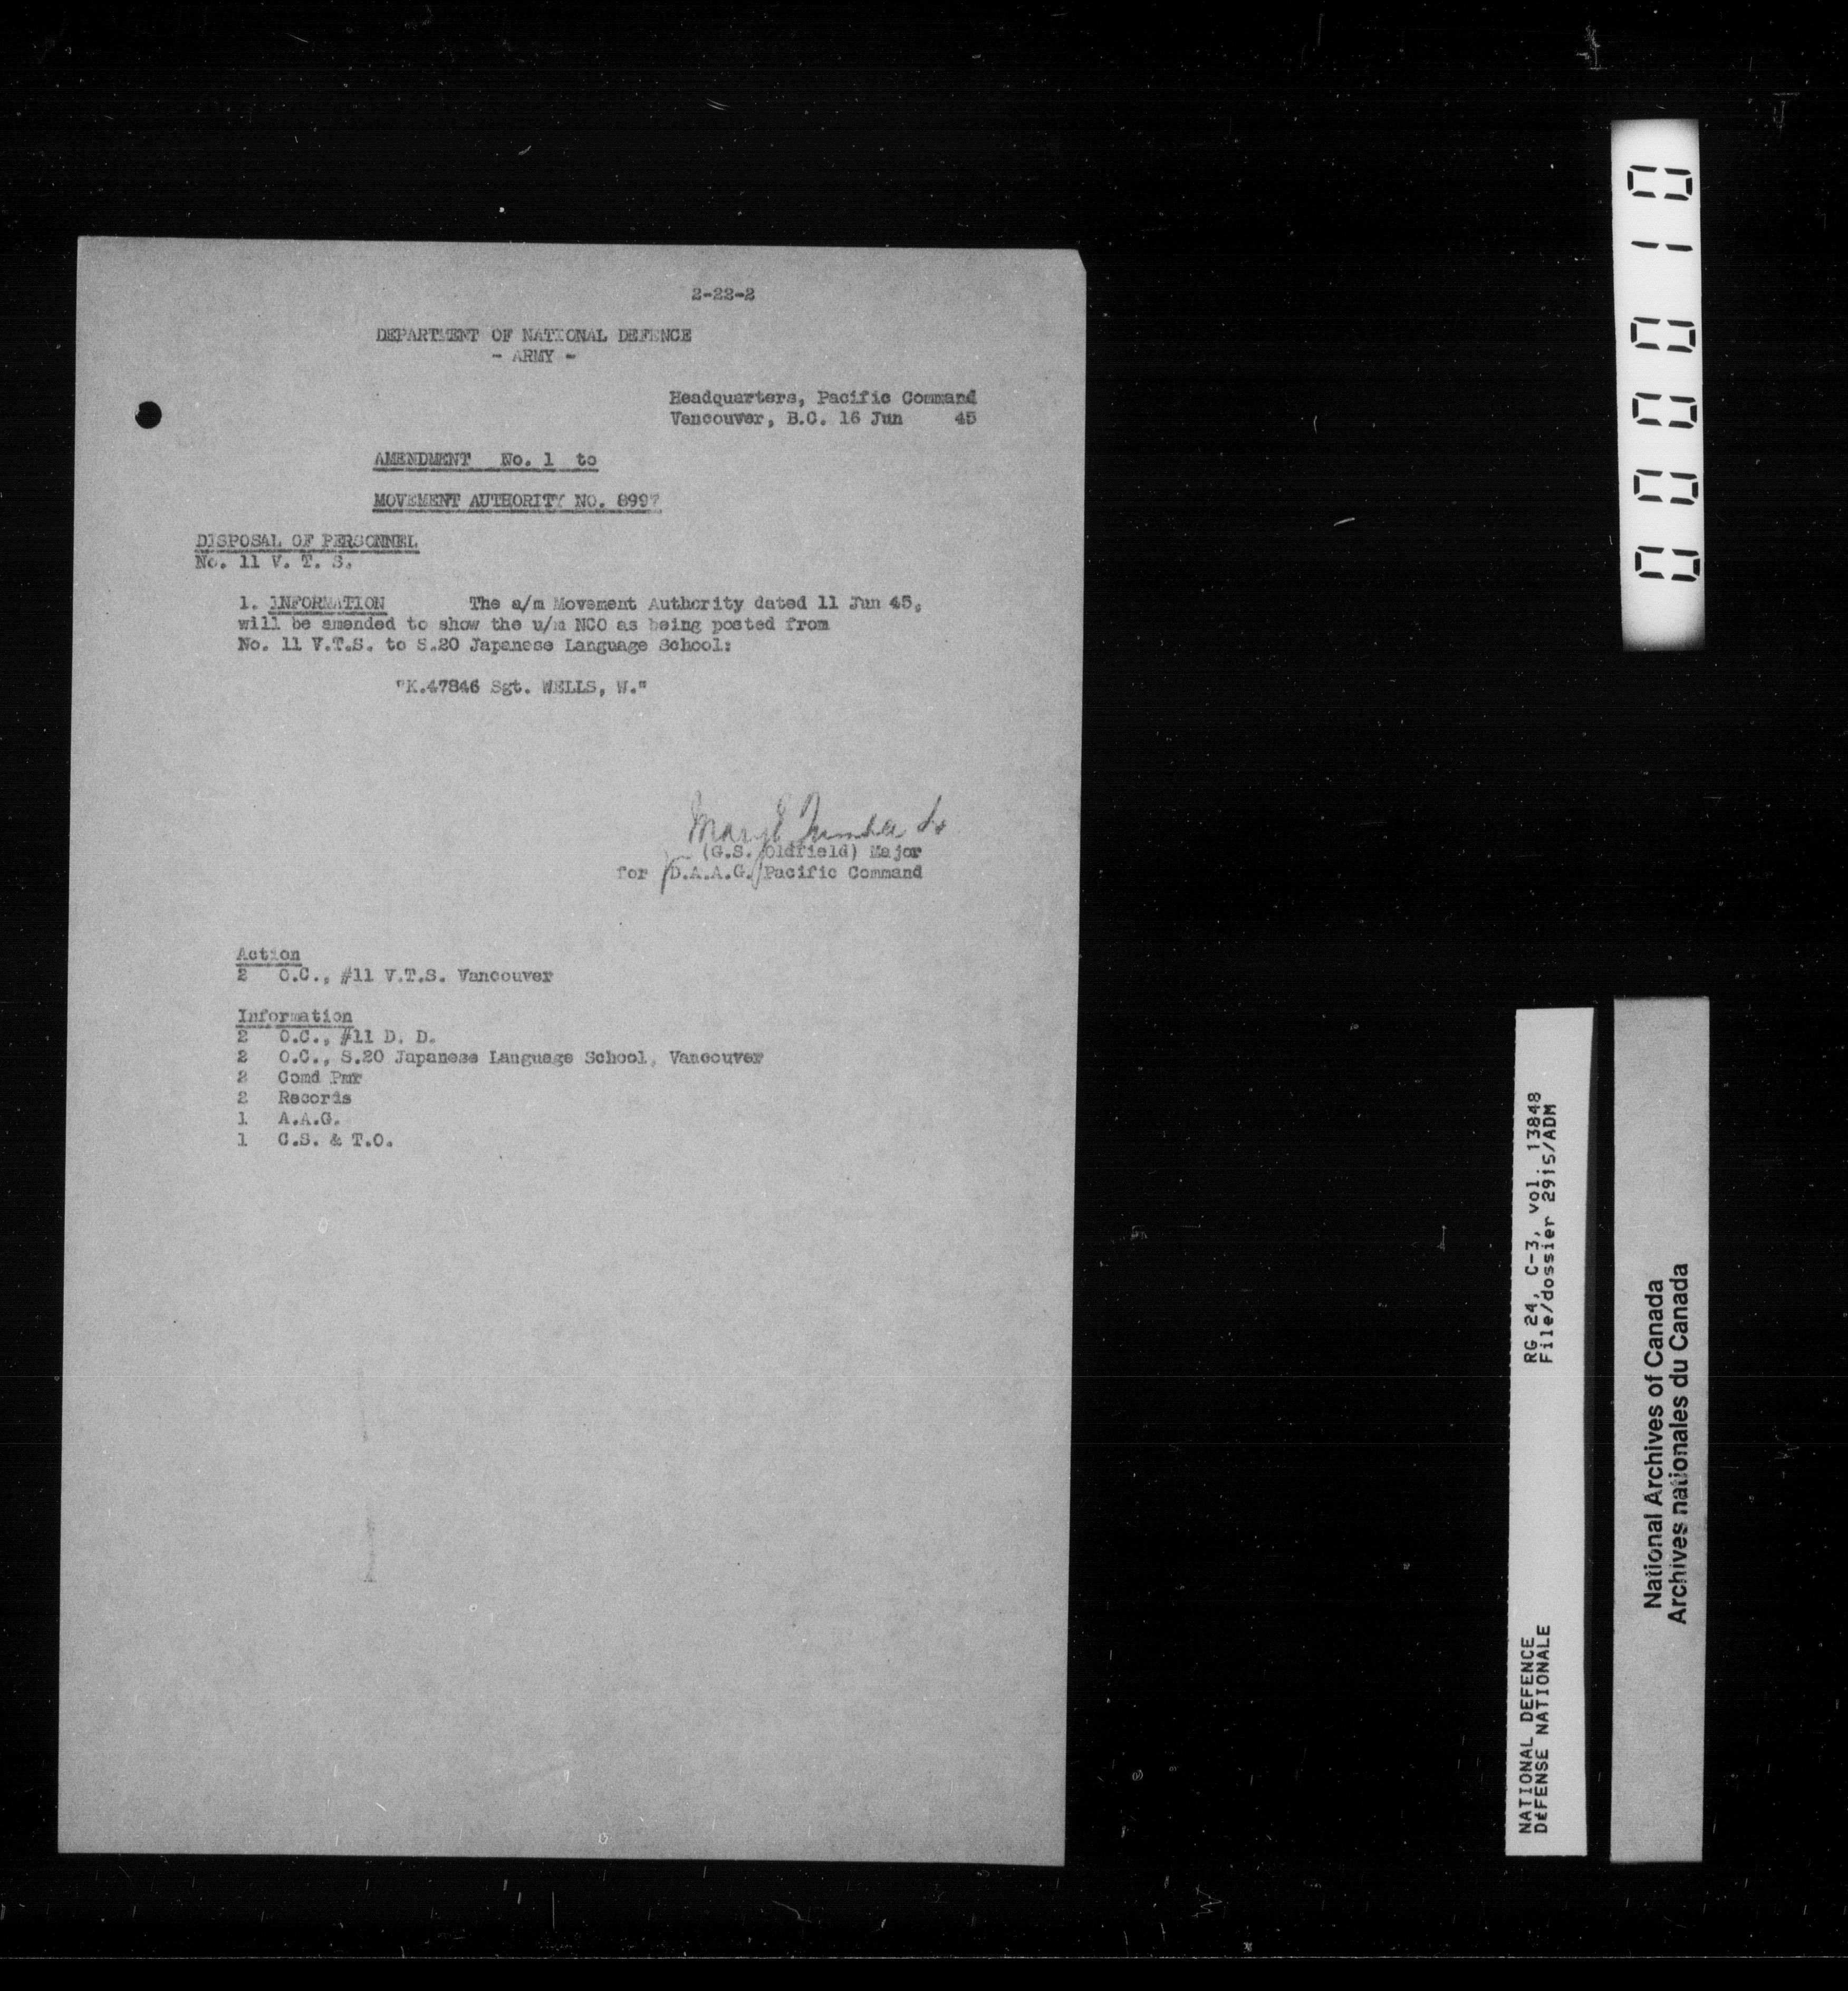 2-22-2
DEPARTMENT OF NATIONAL DEFENCE
- ARMY -
Headquarters, Pacific Command
Vancouver, B.C. 16 Jun 45
AMENDMENT No. 1 to
MOVEMENT AUTHORITY NO. 8997
DISPOSAL OF PERSONNEL
No. 11 V. T. S.
1. INFORMATION The a/m Movement Authority dated 11 Jun 45,
will be amended to show the u/m NCO as being posted from
No. 11 V.T.S. to S.20 Japanese Language School:
"K.47846 Sgt. WELLS, W."
(G.S. Oldfield) Major
for D.A.A.G. Pacific Command
Action
2 O.C., #11 V.T.S. Vancouver
Information
2 O.C., #11 D. D.
2 O.C., S.20 Japanese Language School, Vancouver
2 Comd Pmr
2 Records
1 A.A.G.
1 C.S. & T.O.
000010
RG 24, C-3, vol. 13848
File/dossier 2915/ADM
NATIONAL DEFENCE
DéFENSE NATIONALE
National Archives of Canada
Archives nationales du Canada